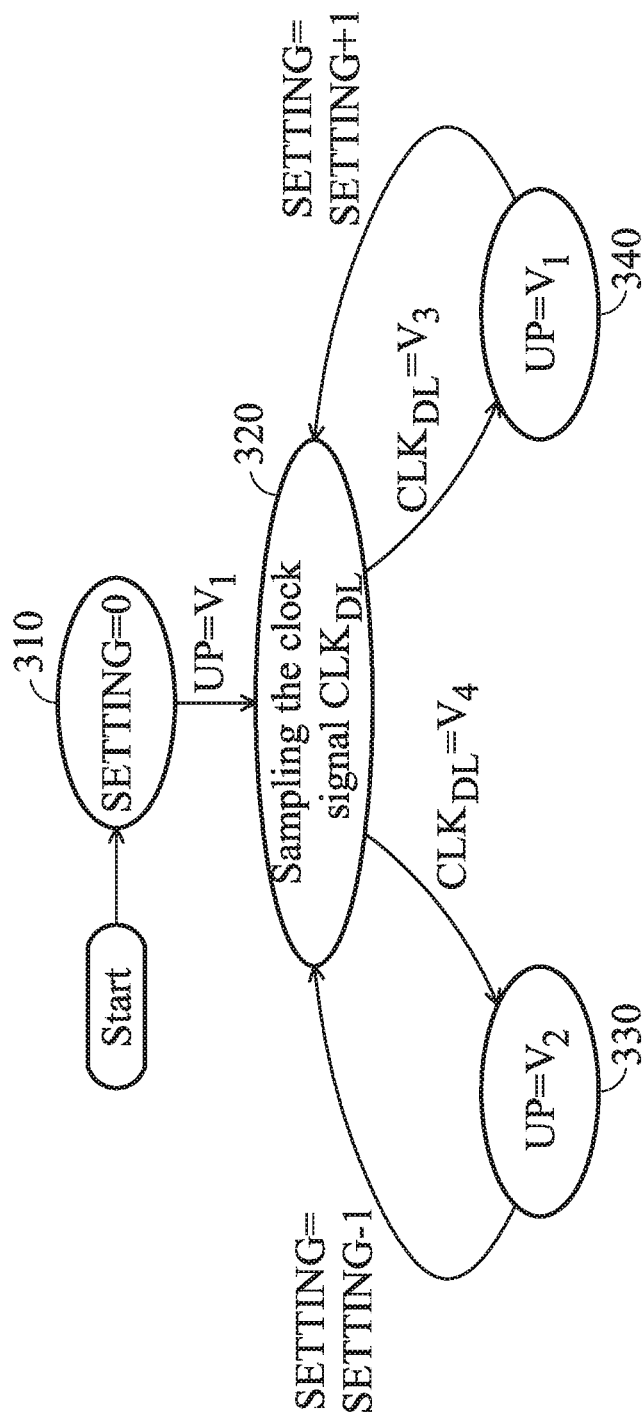 Start
310
SETTING=0
UP=V1
320
Sampling the clock
signal CLKDL
CLKDL=V4
CLKDL=V3
SETTING=
SETTING-1
SETTING=
SETTING+1
UP=V2
330
UP=V1
340